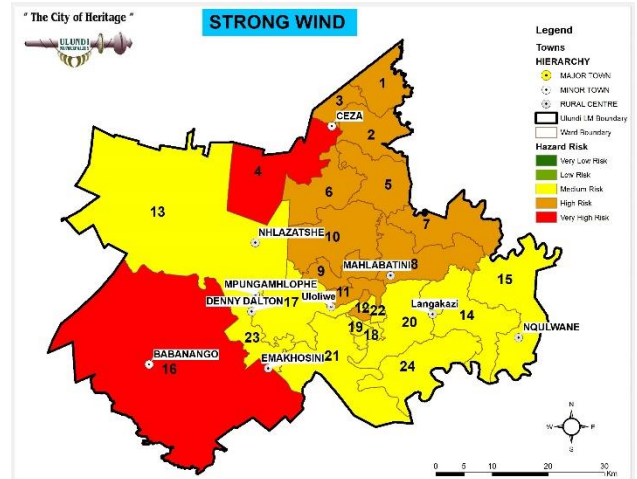 " The City of Heritage "
ULUNDI
MUNICIPALITY
STRONG WIND
Legend
Towns
HIERARCHY
MAJOR TOWN
MINOR TOWN
RURAL CENTRE
Ulundi LM Boundary
Ward Boundary
Hazard Risk
Very Low Risk
Low Risk
Medium Risk
High Risk
Very High Risk
1
3
CEZA
2
4
6
5
13
7
NHLAZATSHE
10
MAHLABATINI
8
9
15
MPUNGAMHLOPHE
17
Ululiwe
11
DENNY DALTON
12
22
Langakazi
20
14
19
18
23
NQULWANE
BABANANGO
16
EMAKHOSINI
21
24
N
W
E
S
0
5
10
20
30
Km